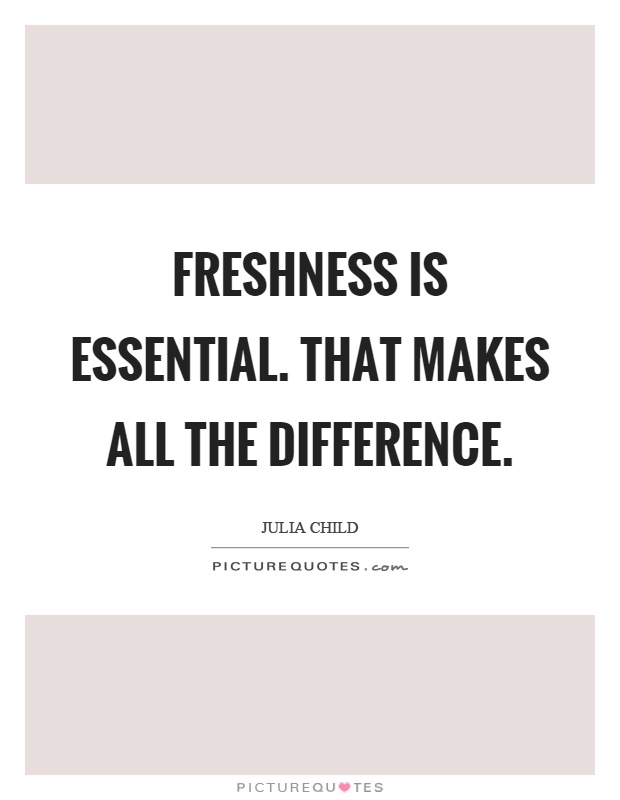 FRESHNESS IS
ESSENTIAL. THAT MAKES
ALL THE DIFFERENCE.
JULIA CHILD
PICTUREQUOTES.com
PICTUREQUOTES